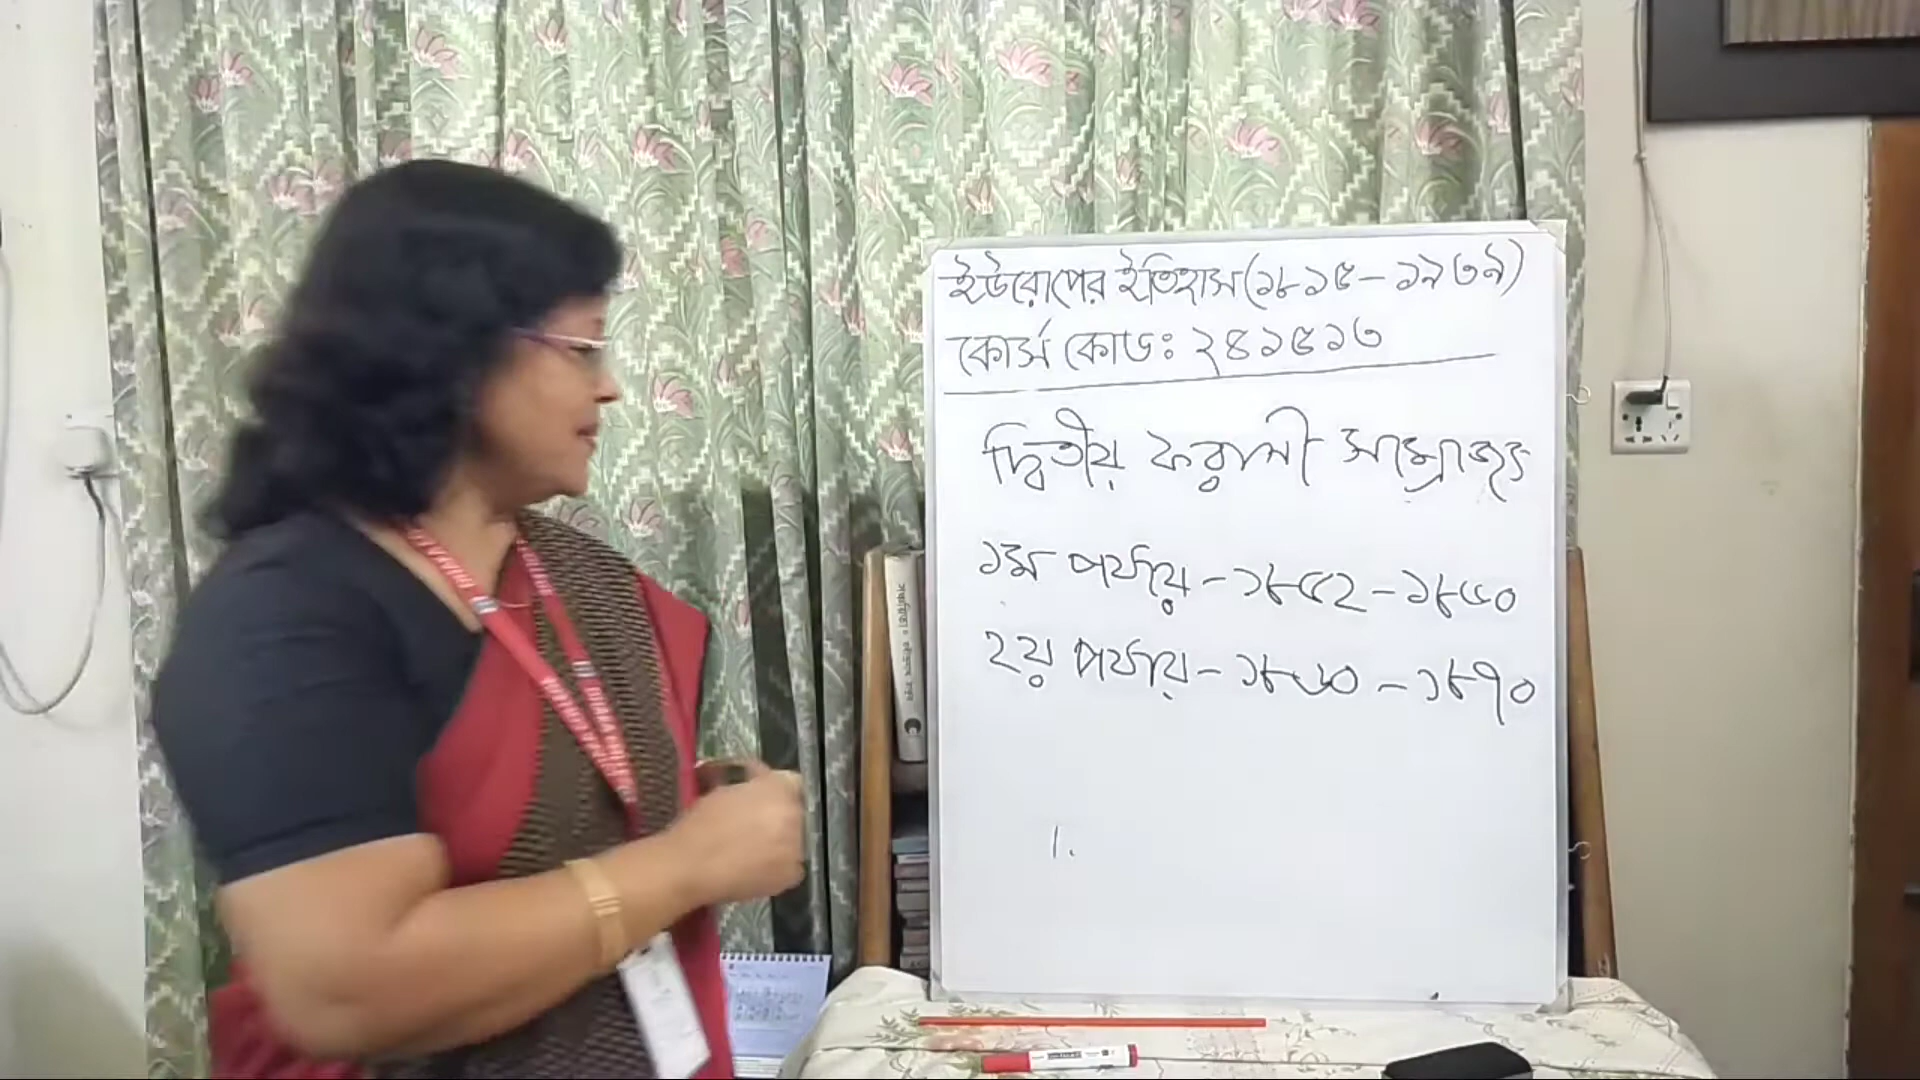 ইউরোপের ইতিহাস (১৮১৫ – ১৯৩৯)
কোর্স কোডঃ ২৪১৫১৩
দ্বিতীয় ফরাসী সাম্রাজ্য
১ম পর্যায় – ১৮৫২ – ১৮৬০
২য় পর্যায় – ১৮৬০ – ১৮৭০
1.